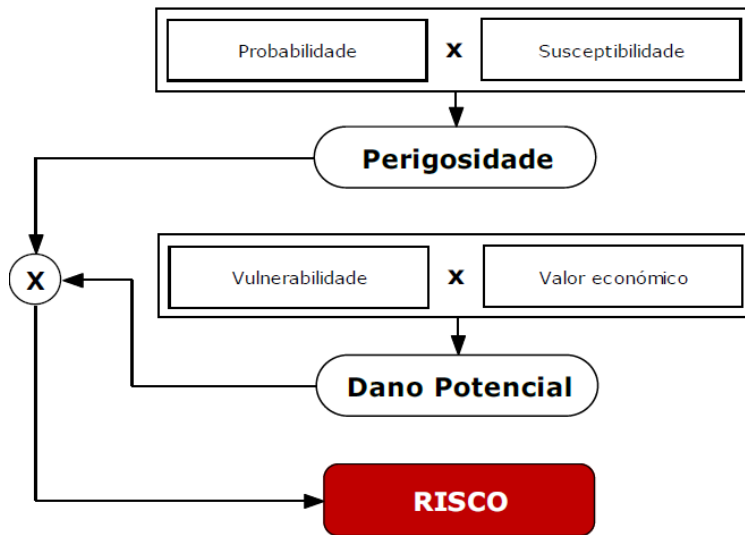 Probabilidade x Susceptibilidade
Perigosidade
X
Vulnerabilidade x Valor económico
Dano Potencial
RISCO